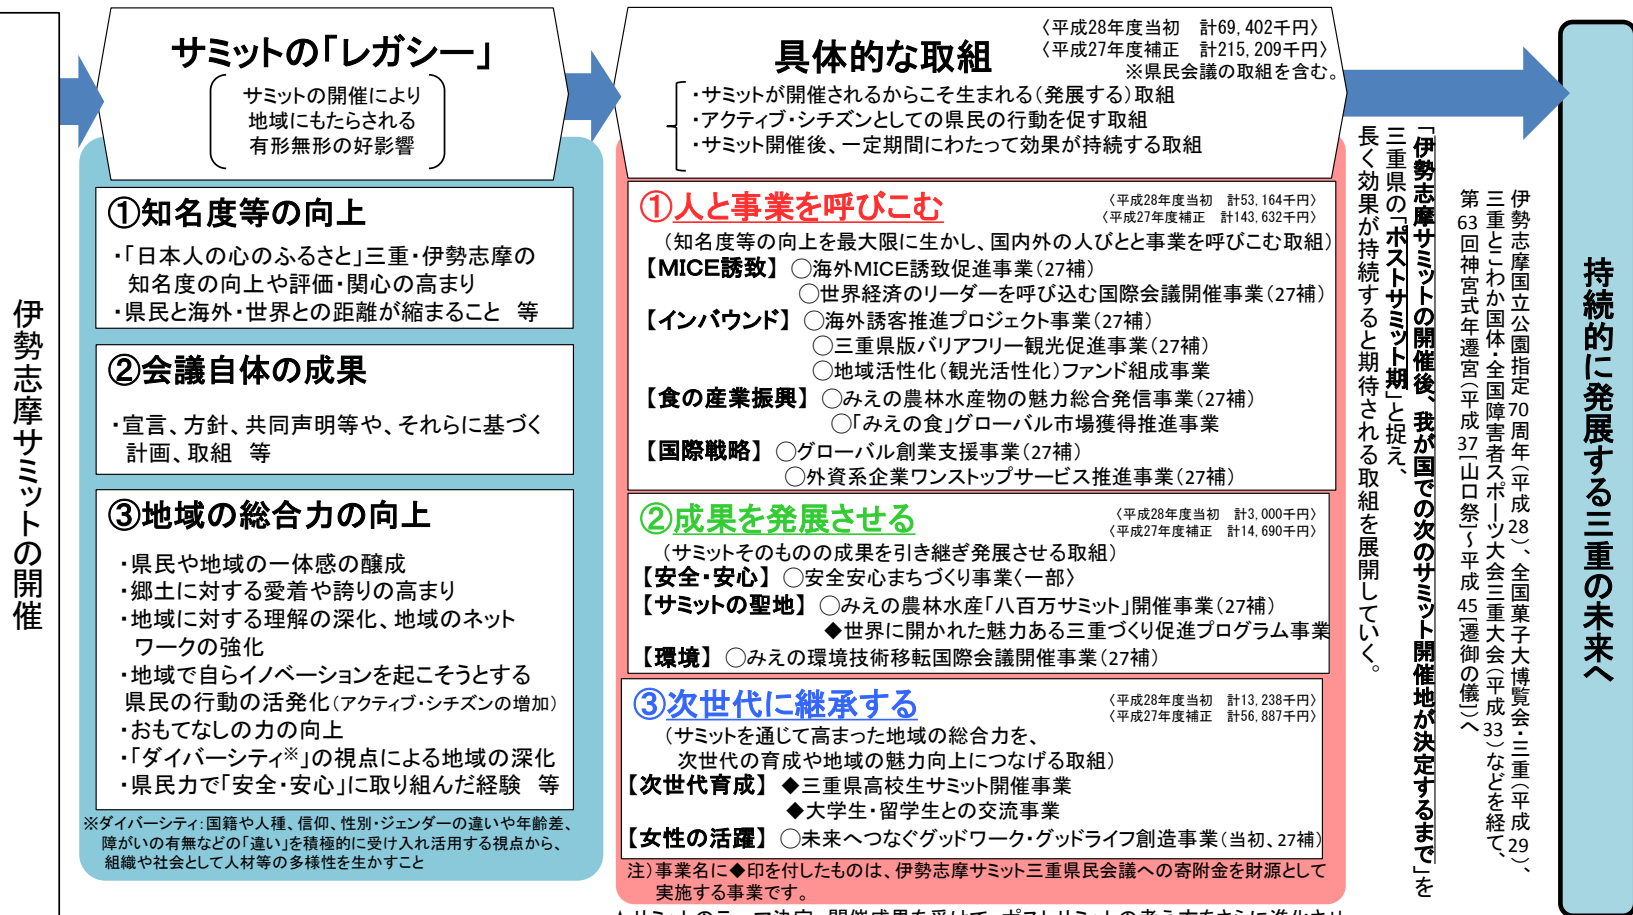 伊勢志摩サミットの開催
サミットの「レガシー」
サミットの開催により
地域にもたらされる
有形無形の好影響
①知名度等の向上
・「日本人の心のふるさと」三重・伊勢志摩の
知名度の向上や評価・関心の高まり
・県民と海外・世界との距離が縮まること　等
②会議自体の成果
・宣言、方針、共同声明等や、それらに基づく
計画、取組　等
③地域の総合力の向上
・県民や地域の一体感の醸成
・郷土に対する愛着や誇りの高まり
・地域に対する理解の深化、地域のネット
ワークの強化
・地域で自らイノベーションを起こそうとする
県民の行動の活発化（アクティブ・シチズンの増加）
・おもてなしの力の向上
・「ダイバーシティ※」の視点による地域の深化
・県民力で「安全・安心」に取り組んだ経験　等
※ダイバーシティ：国籍や人種、信仰、性別・ジェンダーの違いや年齢差、
障がいの有無などの「違い」を積極的に受け入れ活用する視点から、
組織や社会として人材等の多様性を生かすこと
具体的な取組
〈平成28年度当初　計69,402千円〉
〈平成27年度補正　計215,209千円〉
※県民会議の取組を含む。
・サミットが開催されるからこそ生まれる（発展する）取組
・アクティブ・シチズンとしての県民の行動を促す取組
・サミット開催後、一定期間にわたって効果が持続する取組
①人と事業を呼びこむ
〈平成28年度当初　計53,164千円〉
〈平成27年度補正　計143,632千円〉
（知名度等の向上を最大限に生かし、国内外の人びとと事業を呼びこむ取組）
【MICE誘致】○海外MICE誘致促進事業（27補）
○世界経済のリーダーを呼び込む国際会議開催事業（27補）
【インバウンド】○海外誘客推進プロジェクト事業（27補）
○三重県版バリアフリー観光促進事業（27補）
○地域活性化（観光活性化）ファンド組成事業
【食の産業振興】○みえの農林水産物の魅力総合発信事業（27補）
○「みえの食」グローバル市場獲得推進事業
【国際戦略】○グローバル創業支援事業（27補）
○外資系企業ワンストップサービス推進事業（27補）
②成果を発展させる
〈平成28年度当初　計3,000千円〉
〈平成27年度補正　計14,690千円〉
（サミットそのものの成果を引き継ぎ発展させる取組）
【安全・安心】○安全安心まちづくり事業〈一部〉
【サミットの聖地】○みえの農林水産「八百万サミット」開催事業（27補）
◆世界に開かれた魅力ある三重づくり促進プログラム事業
【環境】○みえの環境技術移転国際会議開催事業（27補）
③次世代に継承する
〈平成28年度当初　計13,238千円〉
〈平成27年度補正　計56,887千円〉
（サミットを通じて高まった地域の総合力を、
次世代の育成や地域の魅力向上につなげる取組）
【次世代育成】◆三重県高校生サミット開催事業
◆大学生・留学生との交流事業
【女性の活躍】○未来へつなぐグッドワーク・グッドライフ創造事業（当初、27補）
注）事業名に◆印を付したものは、伊勢志摩サミット三重県民会議への寄附金を財源として
実施する事業です。
「伊勢志摩サミットの開催後、我が国での次のサミット開催地が決定するまで」を
三重県の「ポストサミット期」と捉え、
長く効果が持続すると期待される取組を展開していく。
伊勢志摩国立公園指定70周年（平成28）、全国菓子大博覧会・三重（平成29）、
三重とこわか国体・全国障害者スポーツ大会三重大会（平成33）などを経て、
第63回神宮式年遷宮（平成37［山口祭］～平成45［遷御の儀］）へ
持続的に発展する三重の未来へ